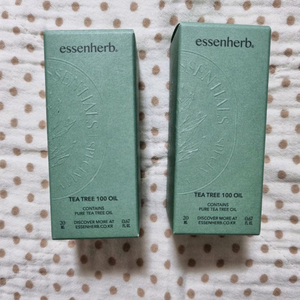 essenherb.
TEA TREE 100 OIL
CONTAINS
PURE TEA TREE OIL
DISCOVER MORE AT
ESSENHERB.CO.KR
essenherb.
TEA TREE 100 OIL
CONTAINS
PURE TEA TREE OIL
DISCOVER MORE AT
ESSENHERB.CO.KR